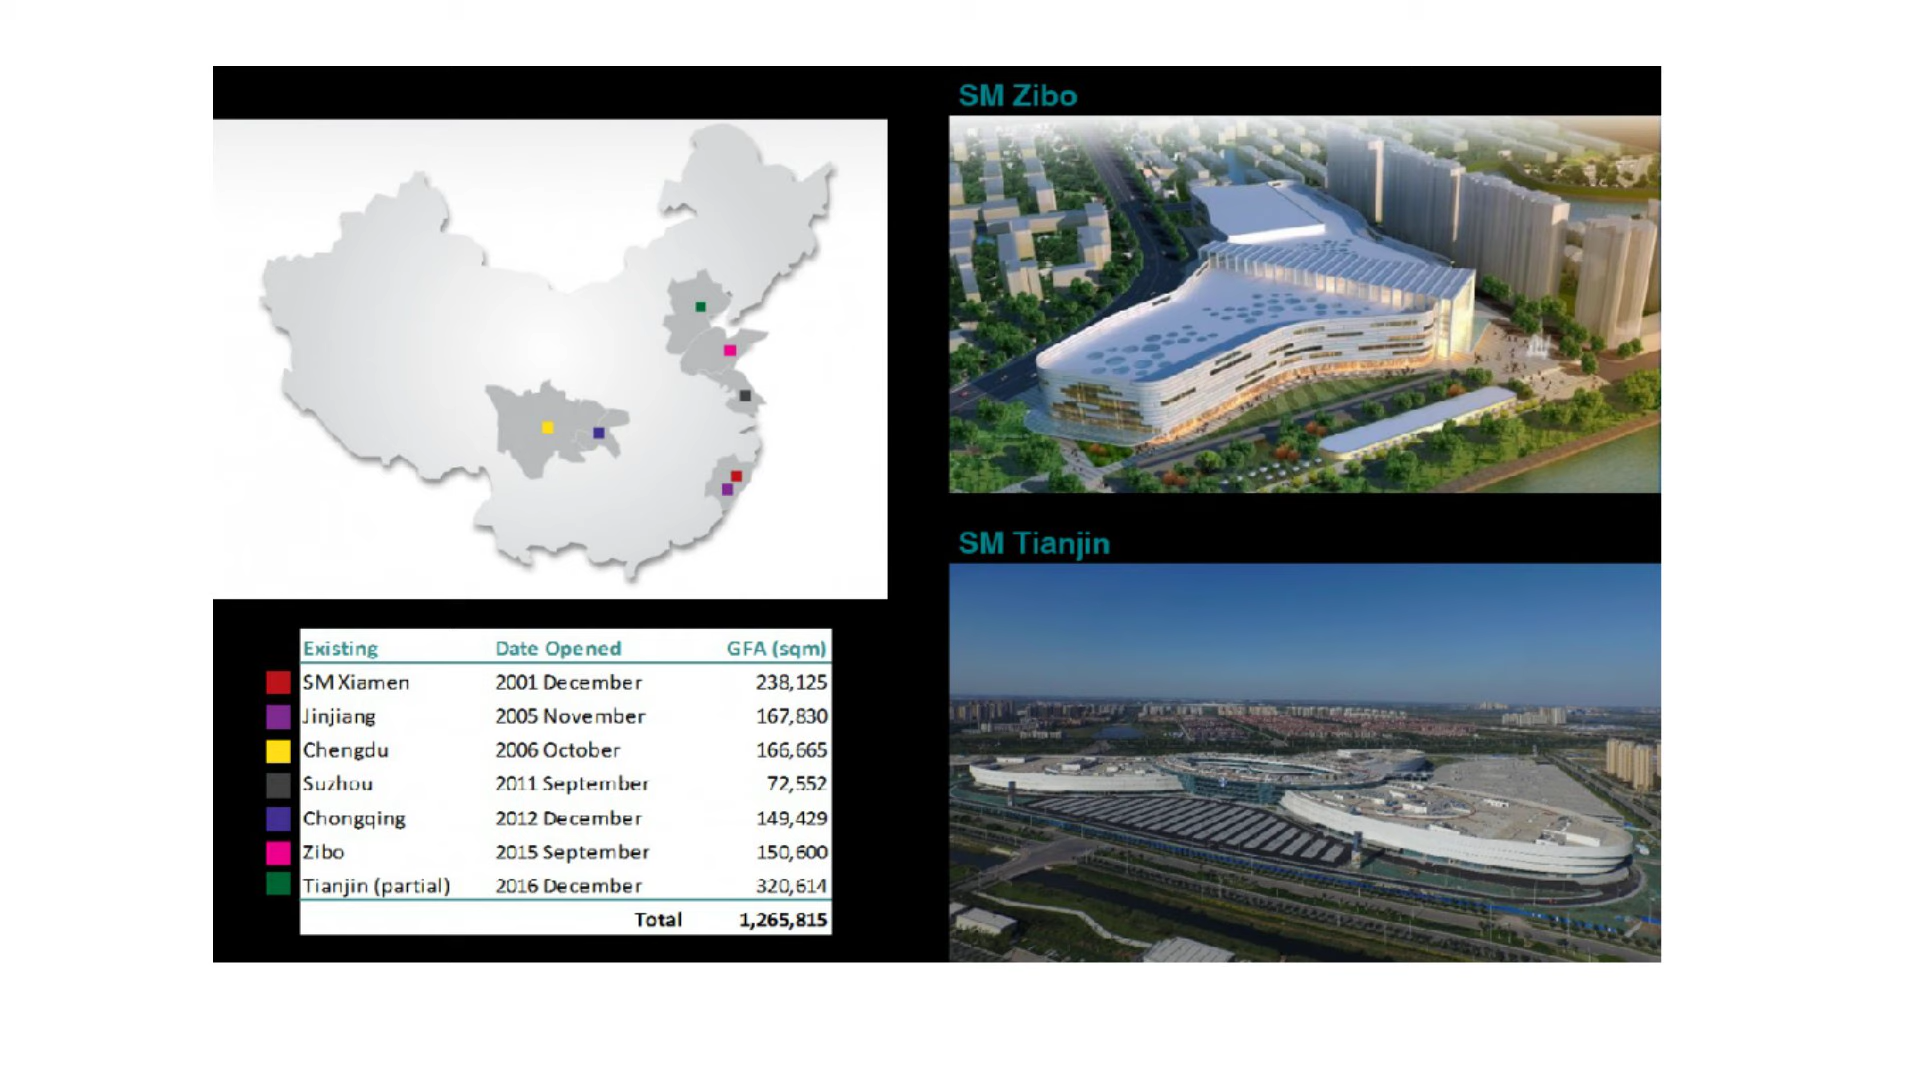 SM Zibo
SM Tianjin
Existing Date Opened GFA (sqm)
SM Xiamen 2001 December 238,125
Jinjiang 2005 November 167,830
Chengdu 2006 October 166,665
Suzhou 2011 September 72,552
Chongqing 2012 December 149,429
Zibo 2015 September 150,600
Tianjin (partial) 2016 December 320,614
Total 1,265,815